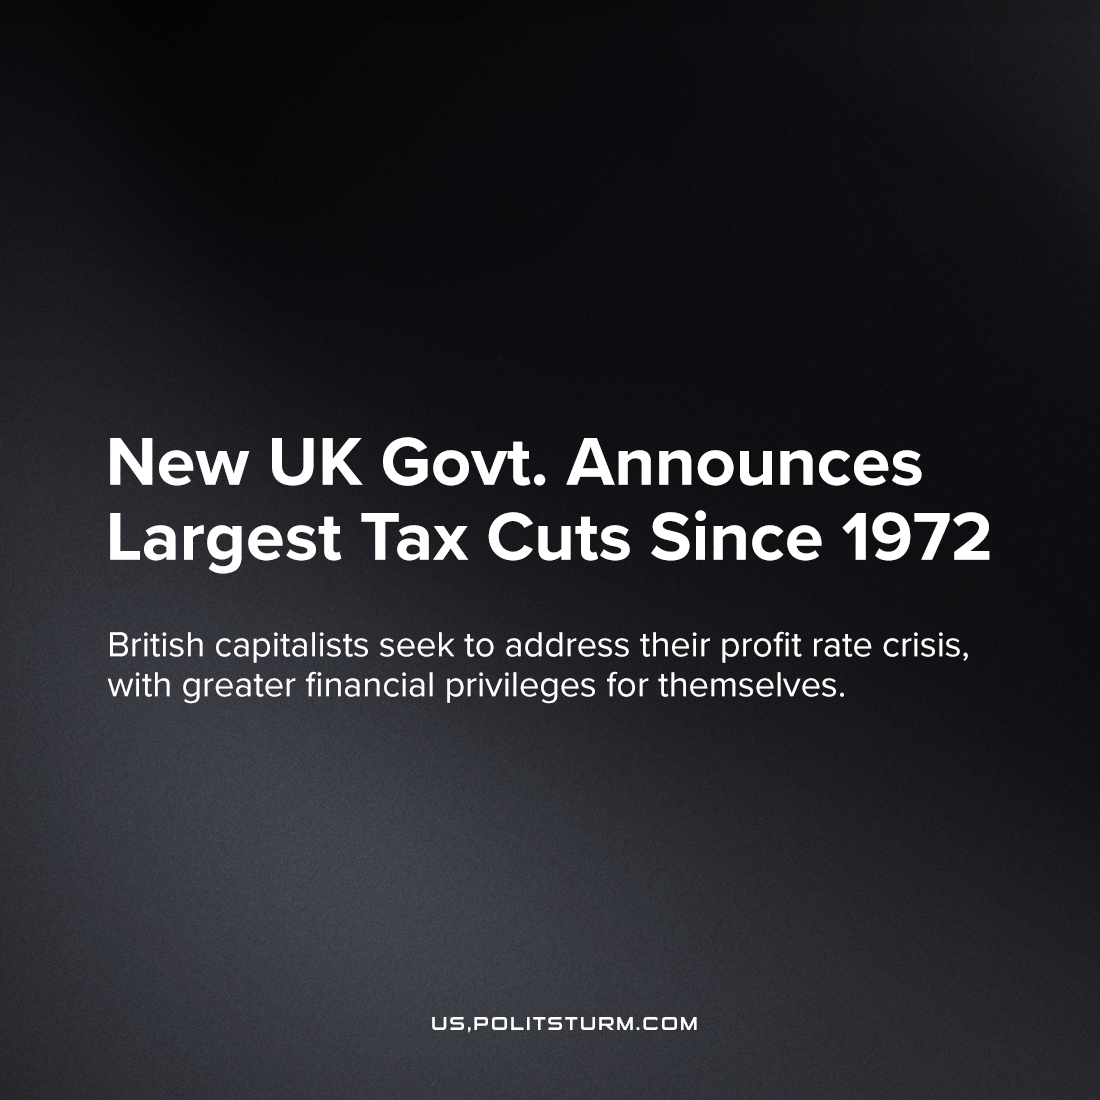 New UK Govt. Announces
Largest Tax Cuts Since 1972
British capitalists seek to address their profit rate crisis,
with greater financial privileges for themselves.
US,POLITSTURM.COM